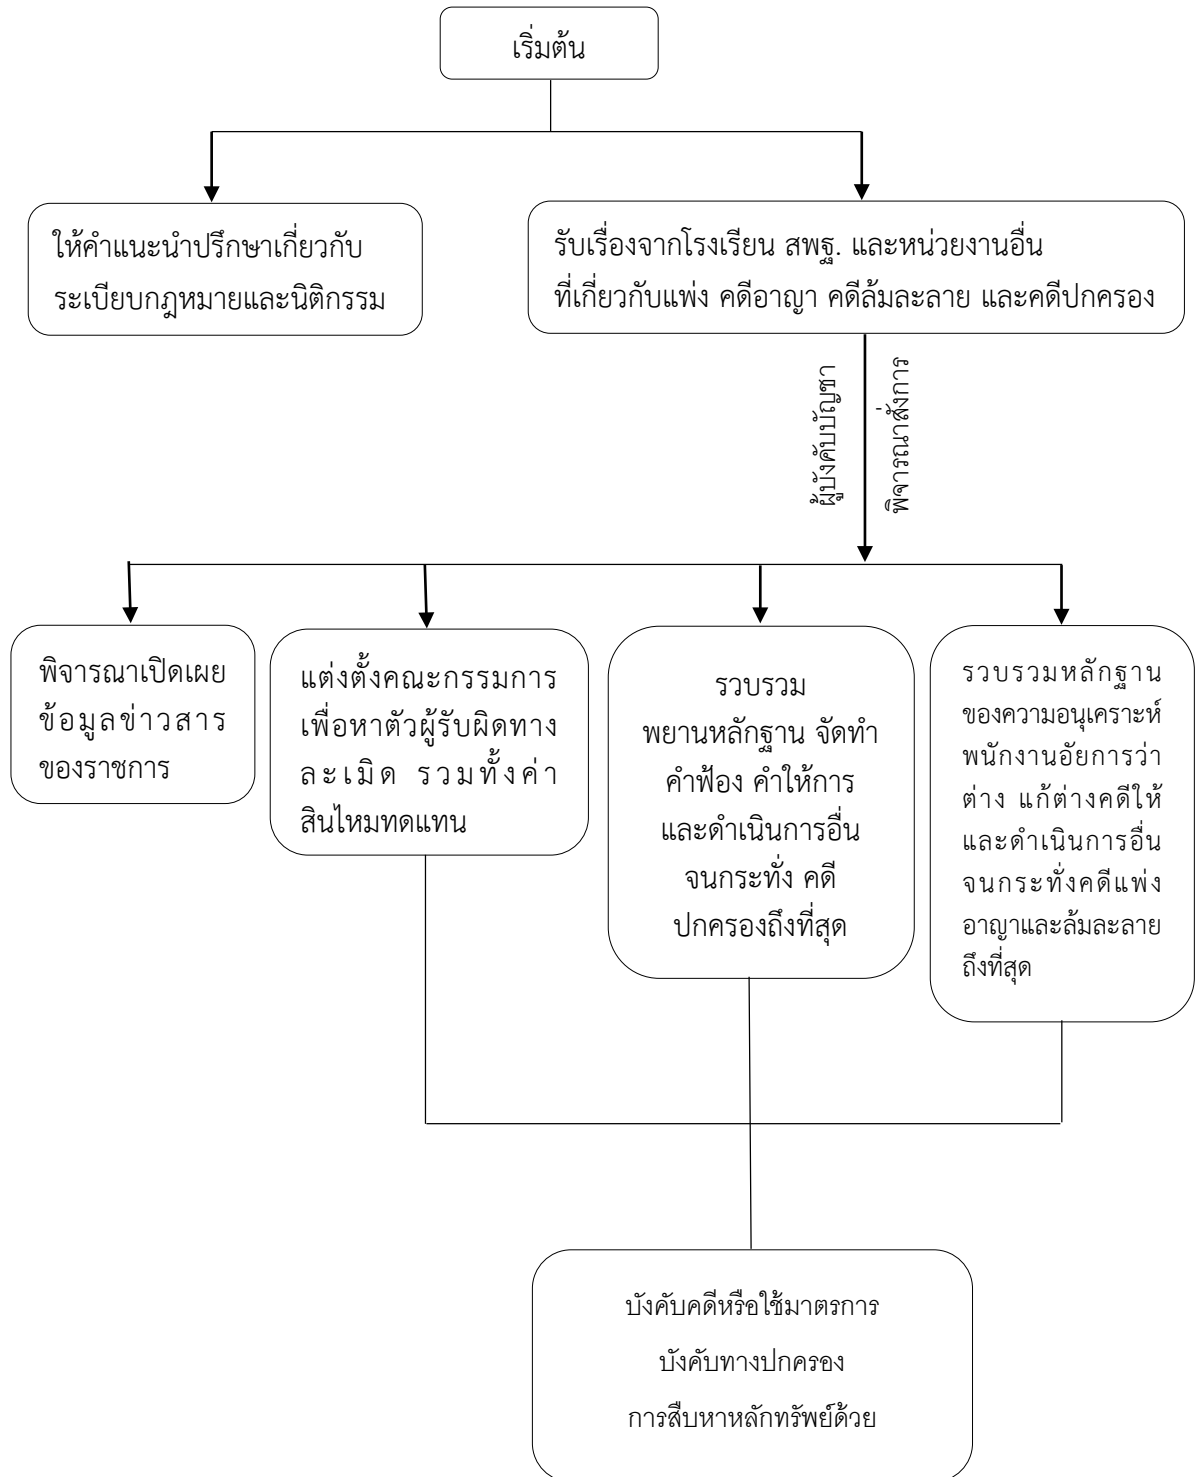 เริ่มต้น
ให้คำแนะนำปรึกษาเกี่ยวกับ
ระเบียบกฎหมายและนิติกรรม
รับเรื่องจากโรงเรียน สพฐ. และหน่วยงานอื่น
ที่เกี่ยวกับแพ่ง คดีอาญา คดีล้มละลาย และคดีปกครอง
ผู้บังคับบัญชา
พิจารณาสั่งการ
พิจารณาเปิดเผย
ข้อมูลข่าวสาร
ของราชการ
แต่งตั้งคณะกรรมการ
เพื่อหาตัวผู้รับผิดทาง
ละเมิด รวมทั้งค่า
สินไหมทดแทน
รวบรวม
พยานหลักฐาน จัดทำ
คำฟ้อง คำให้การ
และดำเนินการอื่น
จนกระทั่ง คดี
ปกครองถึงที่สุด
รวบรวมหลักฐาน
ของความอนุเคราะห์
พนักงานอัยการว่า
ต่าง แก้ต่างคดีให้
และดำเนินการอื่น
จนกระทั่งคดีแพ่ง
อาญาและล้มละลาย
ถึงที่สุด
บังคับคดีหรือใช้มาตรการ
บังคับทางปกครอง
การสืบหาหลักทรัพย์ด้วย